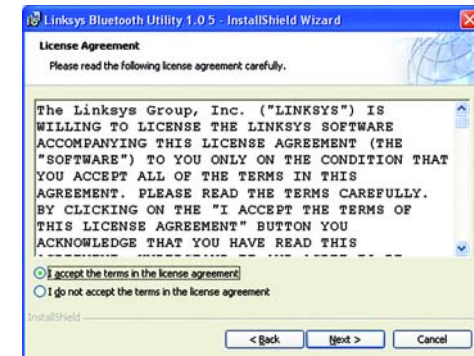 Linksys Bluetooth Utility 1.0 5 - InstallShield Wizard
License Agreement
Please read the following license agreement carefully.
The Linksys Group, Inc. ("LINKSYS") IS
WILLING TO LICENSE THE LINKSYS SOFTWARE
ACCOMPANYING THIS LICENSE AGREEMENT (THE
"SOFTWARE") TO YOU ONLY ON THE CONDITION THAT
YOU ACCEPT ALL OF THE TERMS IN THIS
AGREEMENT. PLEASE READ THE TERMS CAREFULLY.
BY CLICKING ON THE "I ACCEPT THE TERMS OF
THIS LICENSE AGREEMENT" BUTTON YOU
ACKNOWLEDGE THAT YOU HAVE READ THIS
I accept the terms in the license agreement
I do not accept the terms in the license agreement
InstallShield
< Back
Next >
Cancel